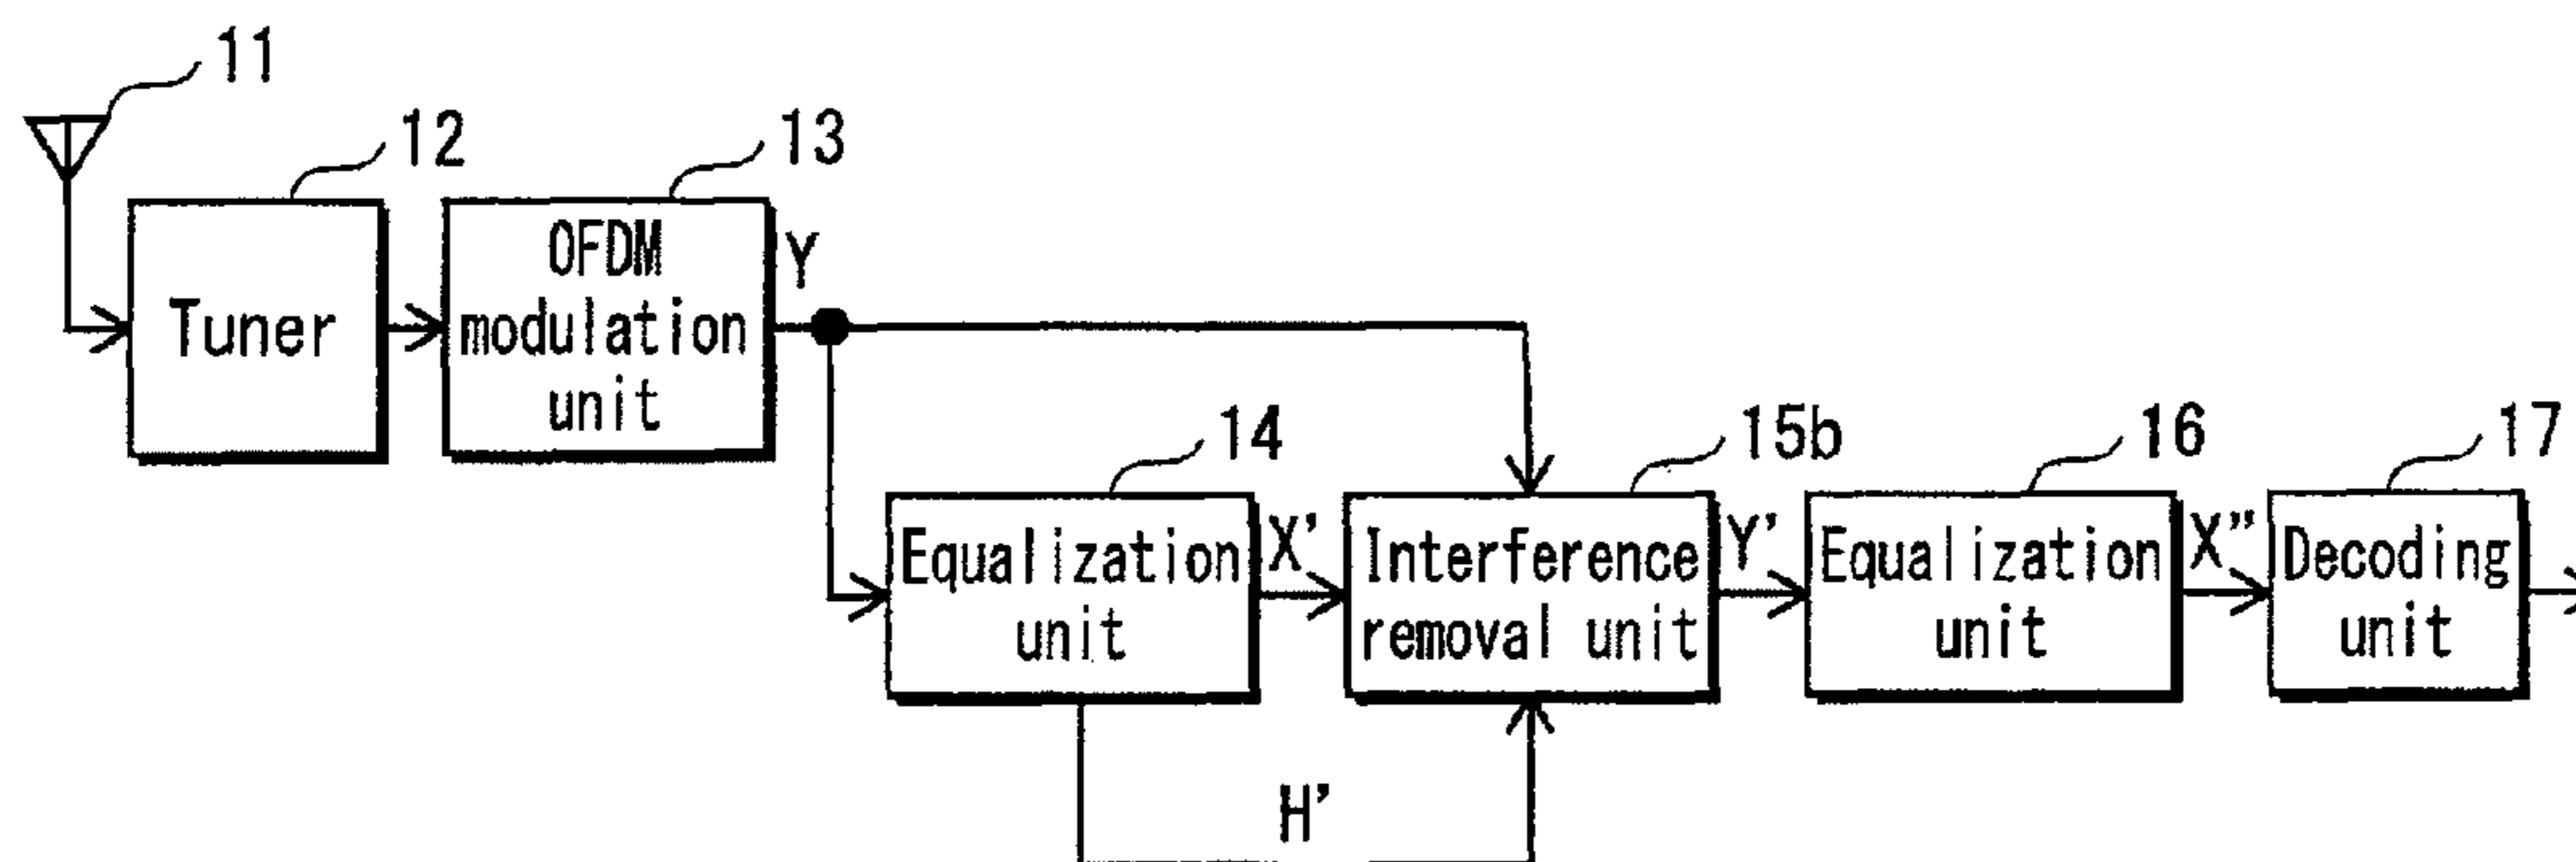 11
12
13
Tuner
OFDM
modulation
unit
Y
14
15b
16
17
Equalization
unit
X'
Interference
removal unit
Y'
Equalization
unit
X"
Decoding
unit
H'